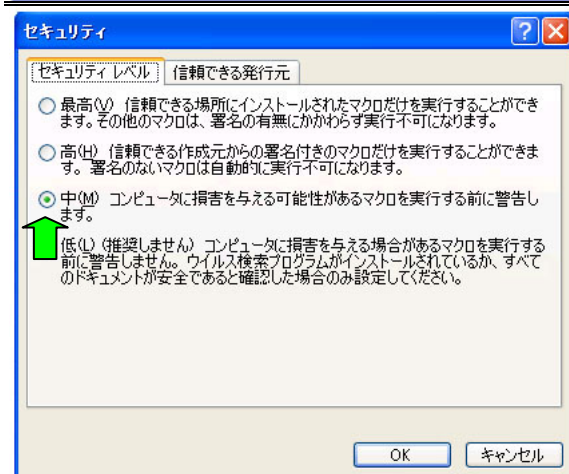 セキュリティ
セキュリティ レベル
信頼できる発行元
最高(V) 信頼できる場所にインストールされたマクロだけを実行することができ
ます。その他のマクロは、署名の有無にかかわらず実行不可になります。
高(H) 信頼できる作成元からの署名付きのマクロだけを実行することができま
す。署名のないマクロは自動的に実行不可になります。
中(M) コンピュータに損害を与える可能性があるマクロを実行する前に警告し
ます。
低(L) (推奨しません) コンピュータに損害を与える場合があるマクロを実行する
前に警告しません。ウイルス検索プログラムがインストールされているか、すべて
のドキュメントが安全であると確認した場合のみ設定してください。
OK
キャンセル